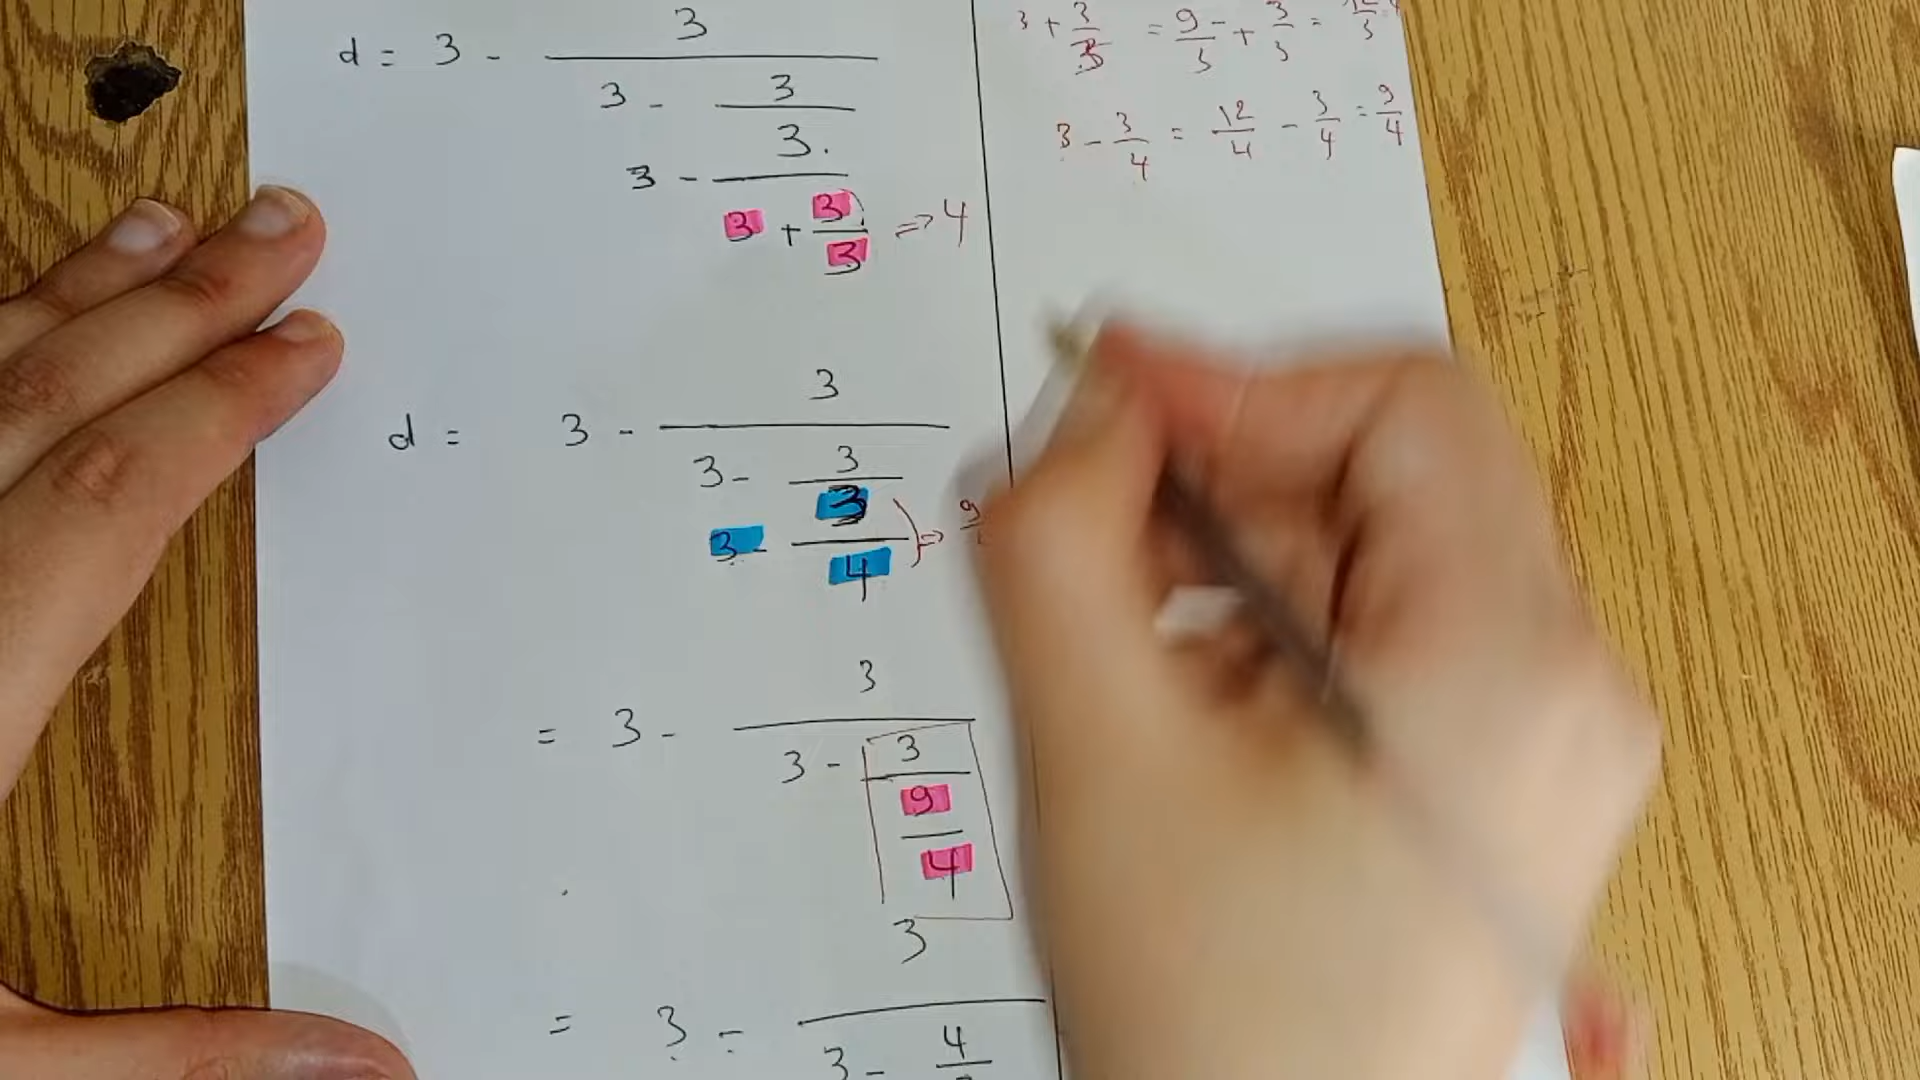 d = 3 - 3
3 - 3
3 - 3
3 + 3/3 => 4
d = 3 - 3
3 - 3
3 - 3/4 => 9
= 3 - 3
3 - 3
9
4
= 3 - 3
3 - 4
3 + 3/3 = 9/3 + 3/3 =
3 - 3/4 = 12/4 - 3/4 = 9/4